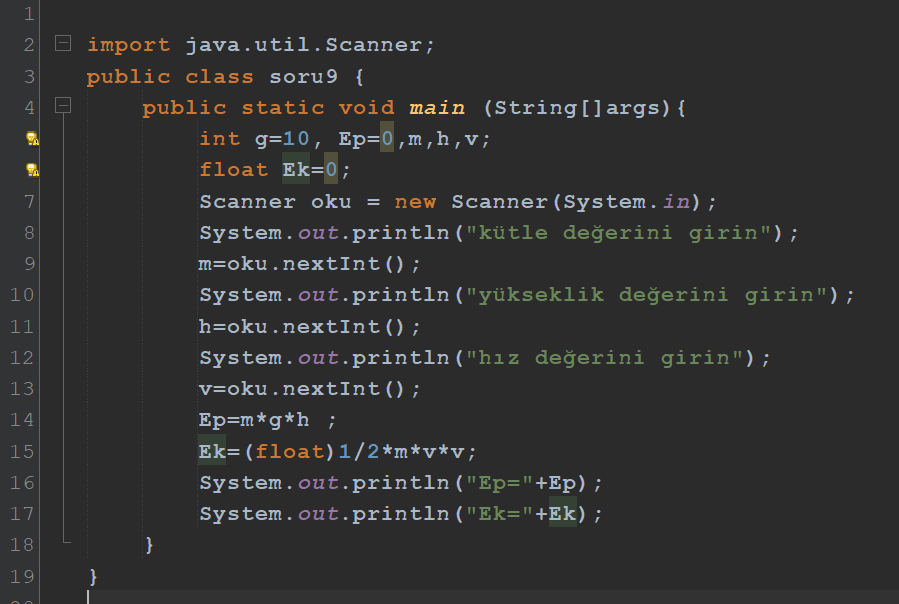 1
2 import java.util.Scanner;
3 public class soru9 {
4 public static void main (String[]args){
int g=10, Ep=0,m,h,v;
float Ek=0;
7 Scanner oku = new Scanner(System.in);
8 System.out.println("kütle değerini girin");
9 m=oku.nextInt();
10 System.out.println("yükseklik değerini girin");
11 h=oku.nextInt();
12 System.out.println("hız değerini girin");
13 v=oku.nextInt();
14 Ep=m*g*h ;
15 Ek=(float)1/2*m*v*v;
16 System.out.println("Ep="+Ep);
17 System.out.println("Ek="+Ek);
18 }
19 }